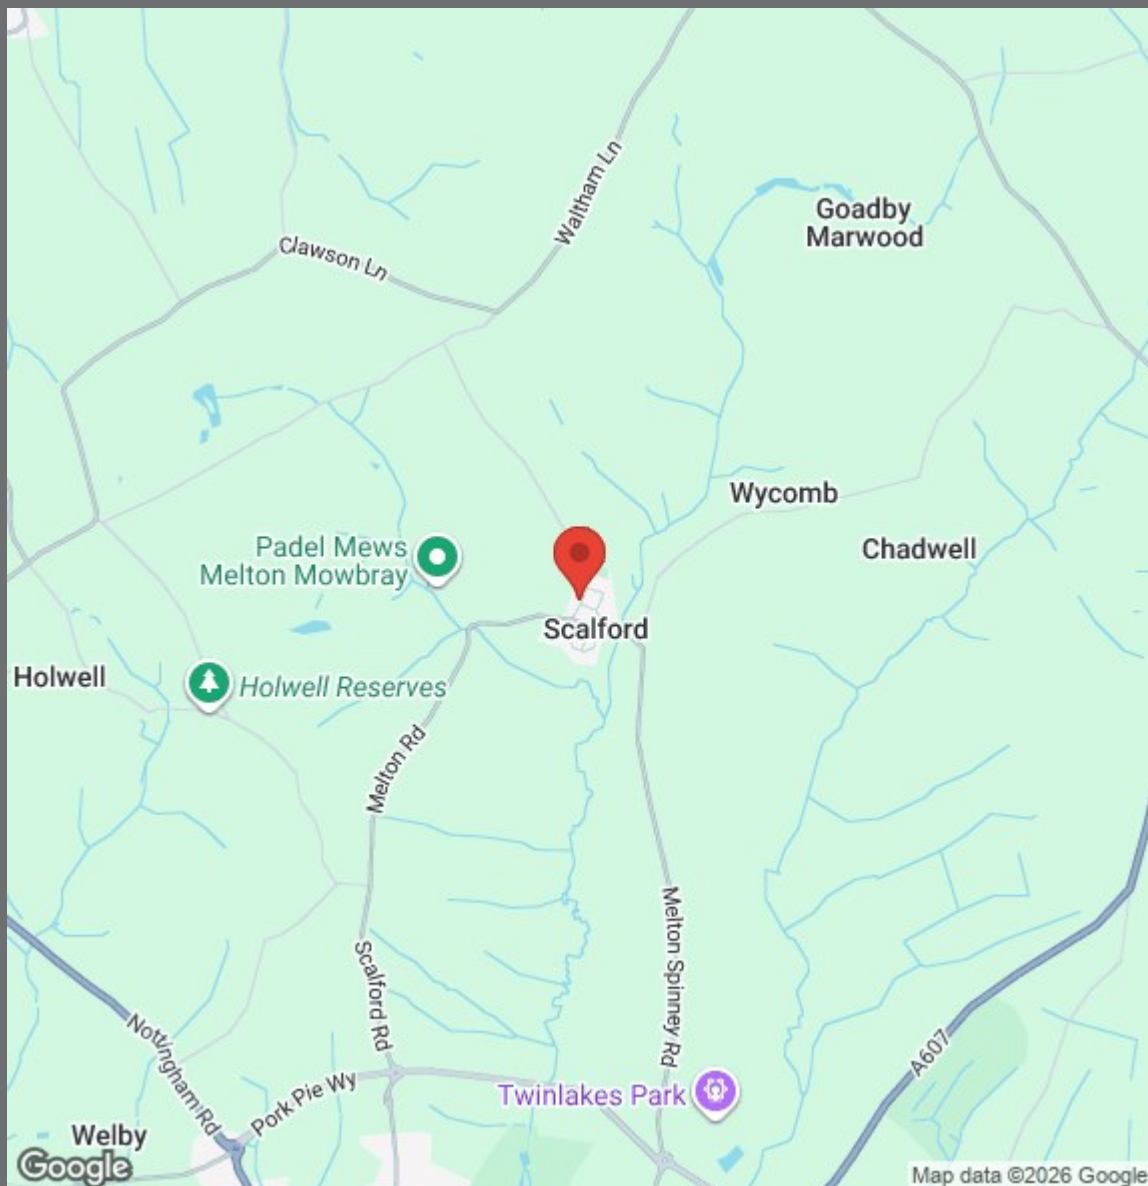 Waltham Ln
Goadby
Marwood
Clawson Ln
Wycomb
Padel Mews
Melton Mowbray
Chadwell
Scalford
Holwell
Holwell Reserves
Melton Rd
Melton Spinney Rd
Scalford Rd
Nottingham Rd
A607
Pork Pie Wy
Twinlakes Park
Welby
Google
Map data ©2026 Google